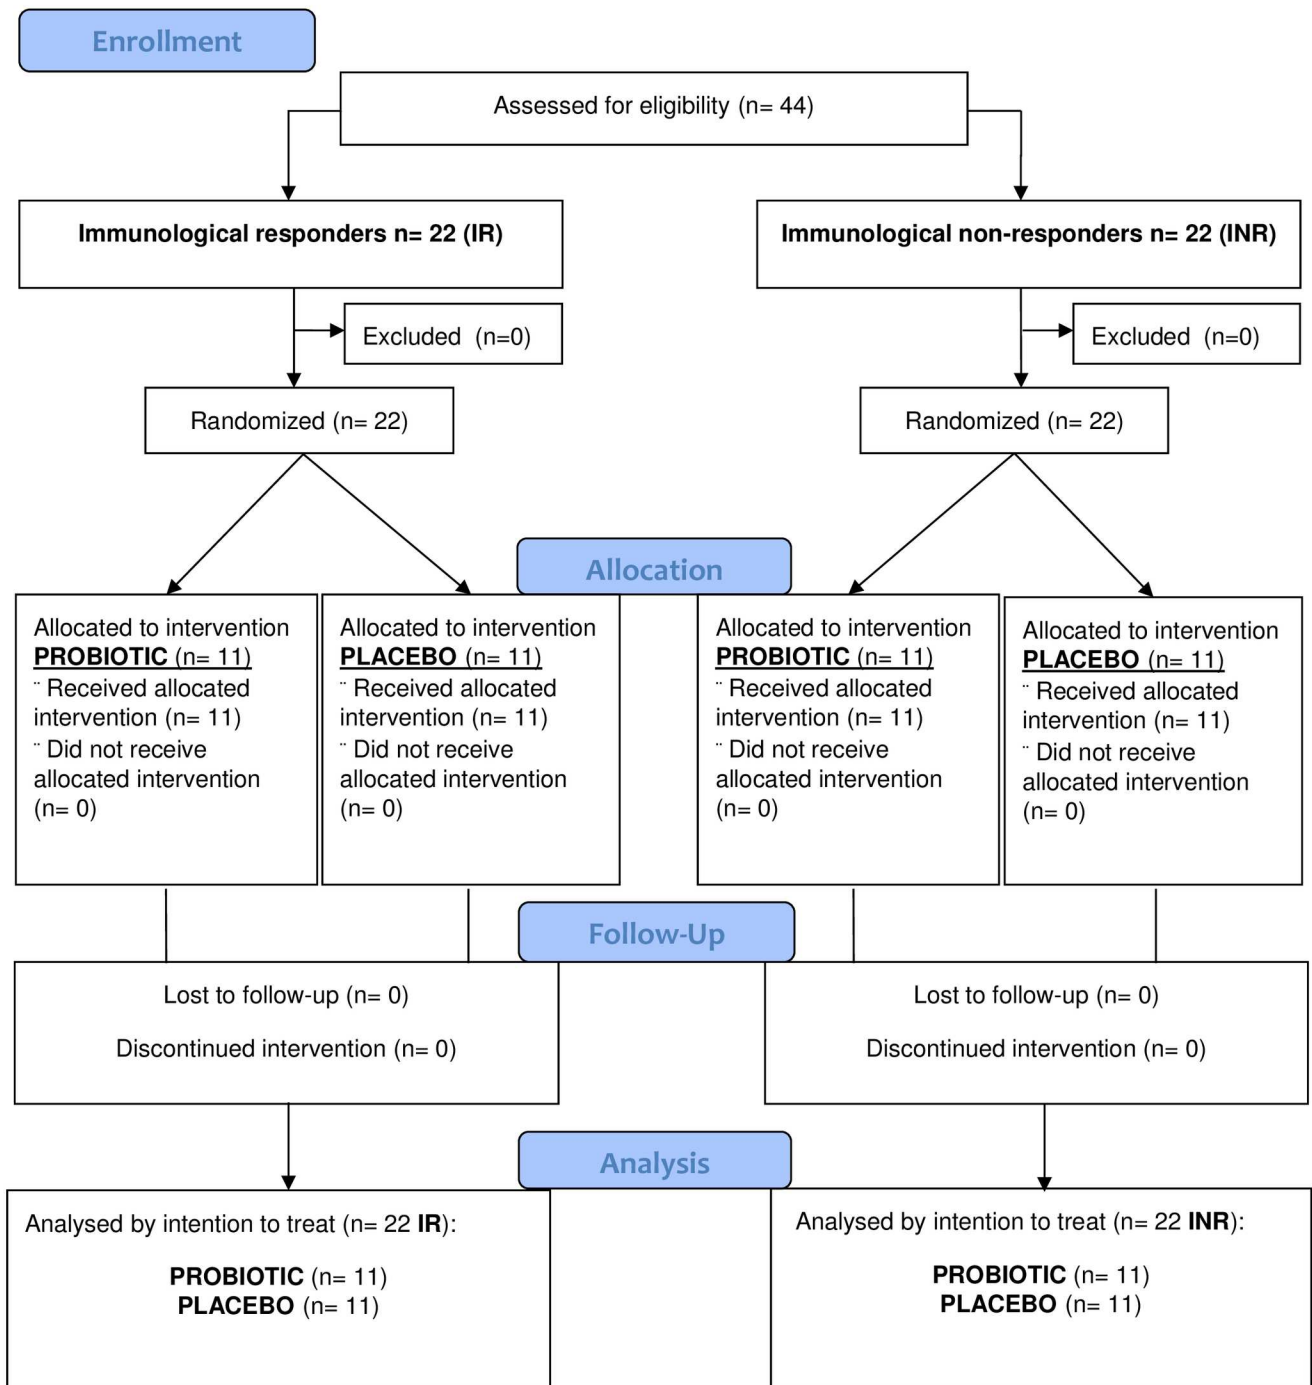 Enrollment
Assessed for eligibility (n= 44)
Immunological responders n= 22 (IR)
Immunological non-responders n= 22 (INR)
Excluded (n=0)
Excluded (n=0)
Randomized (n= 22)
Randomized (n= 22)
Allocation
Allocated to intervention
PROBIOTIC (n= 11)
¨ Received allocated
intervention (n= 11)
¨ Did not receive
allocated intervention
(n= 0)
Allocated to intervention
PLACEBO (n= 11)
¨ Received allocated
intervention (n= 11)
¨ Did not receive
allocated intervention
(n= 0)
Allocated to intervention
PROBIOTIC (n= 11)
¨ Received allocated
intervention (n= 11)
¨ Did not receive
allocated intervention
(n= 0)
Allocated to intervention
PLACEBO (n= 11)
¨ Received allocated
intervention (n= 11)
¨ Did not receive
allocated intervention
(n= 0)
Follow-Up
Lost to follow-up (n= 0)
Discontinued intervention (n= 0)
Lost to follow-up (n= 0)
Discontinued intervention (n= 0)
Analysis
Analysed by intention to treat (n= 22 IR):
PROBIOTIC (n= 11)
PLACEBO (n= 11)
Analysed by intention to treat (n= 22 INR):
PROBIOTIC (n= 11)
PLACEBO (n= 11)